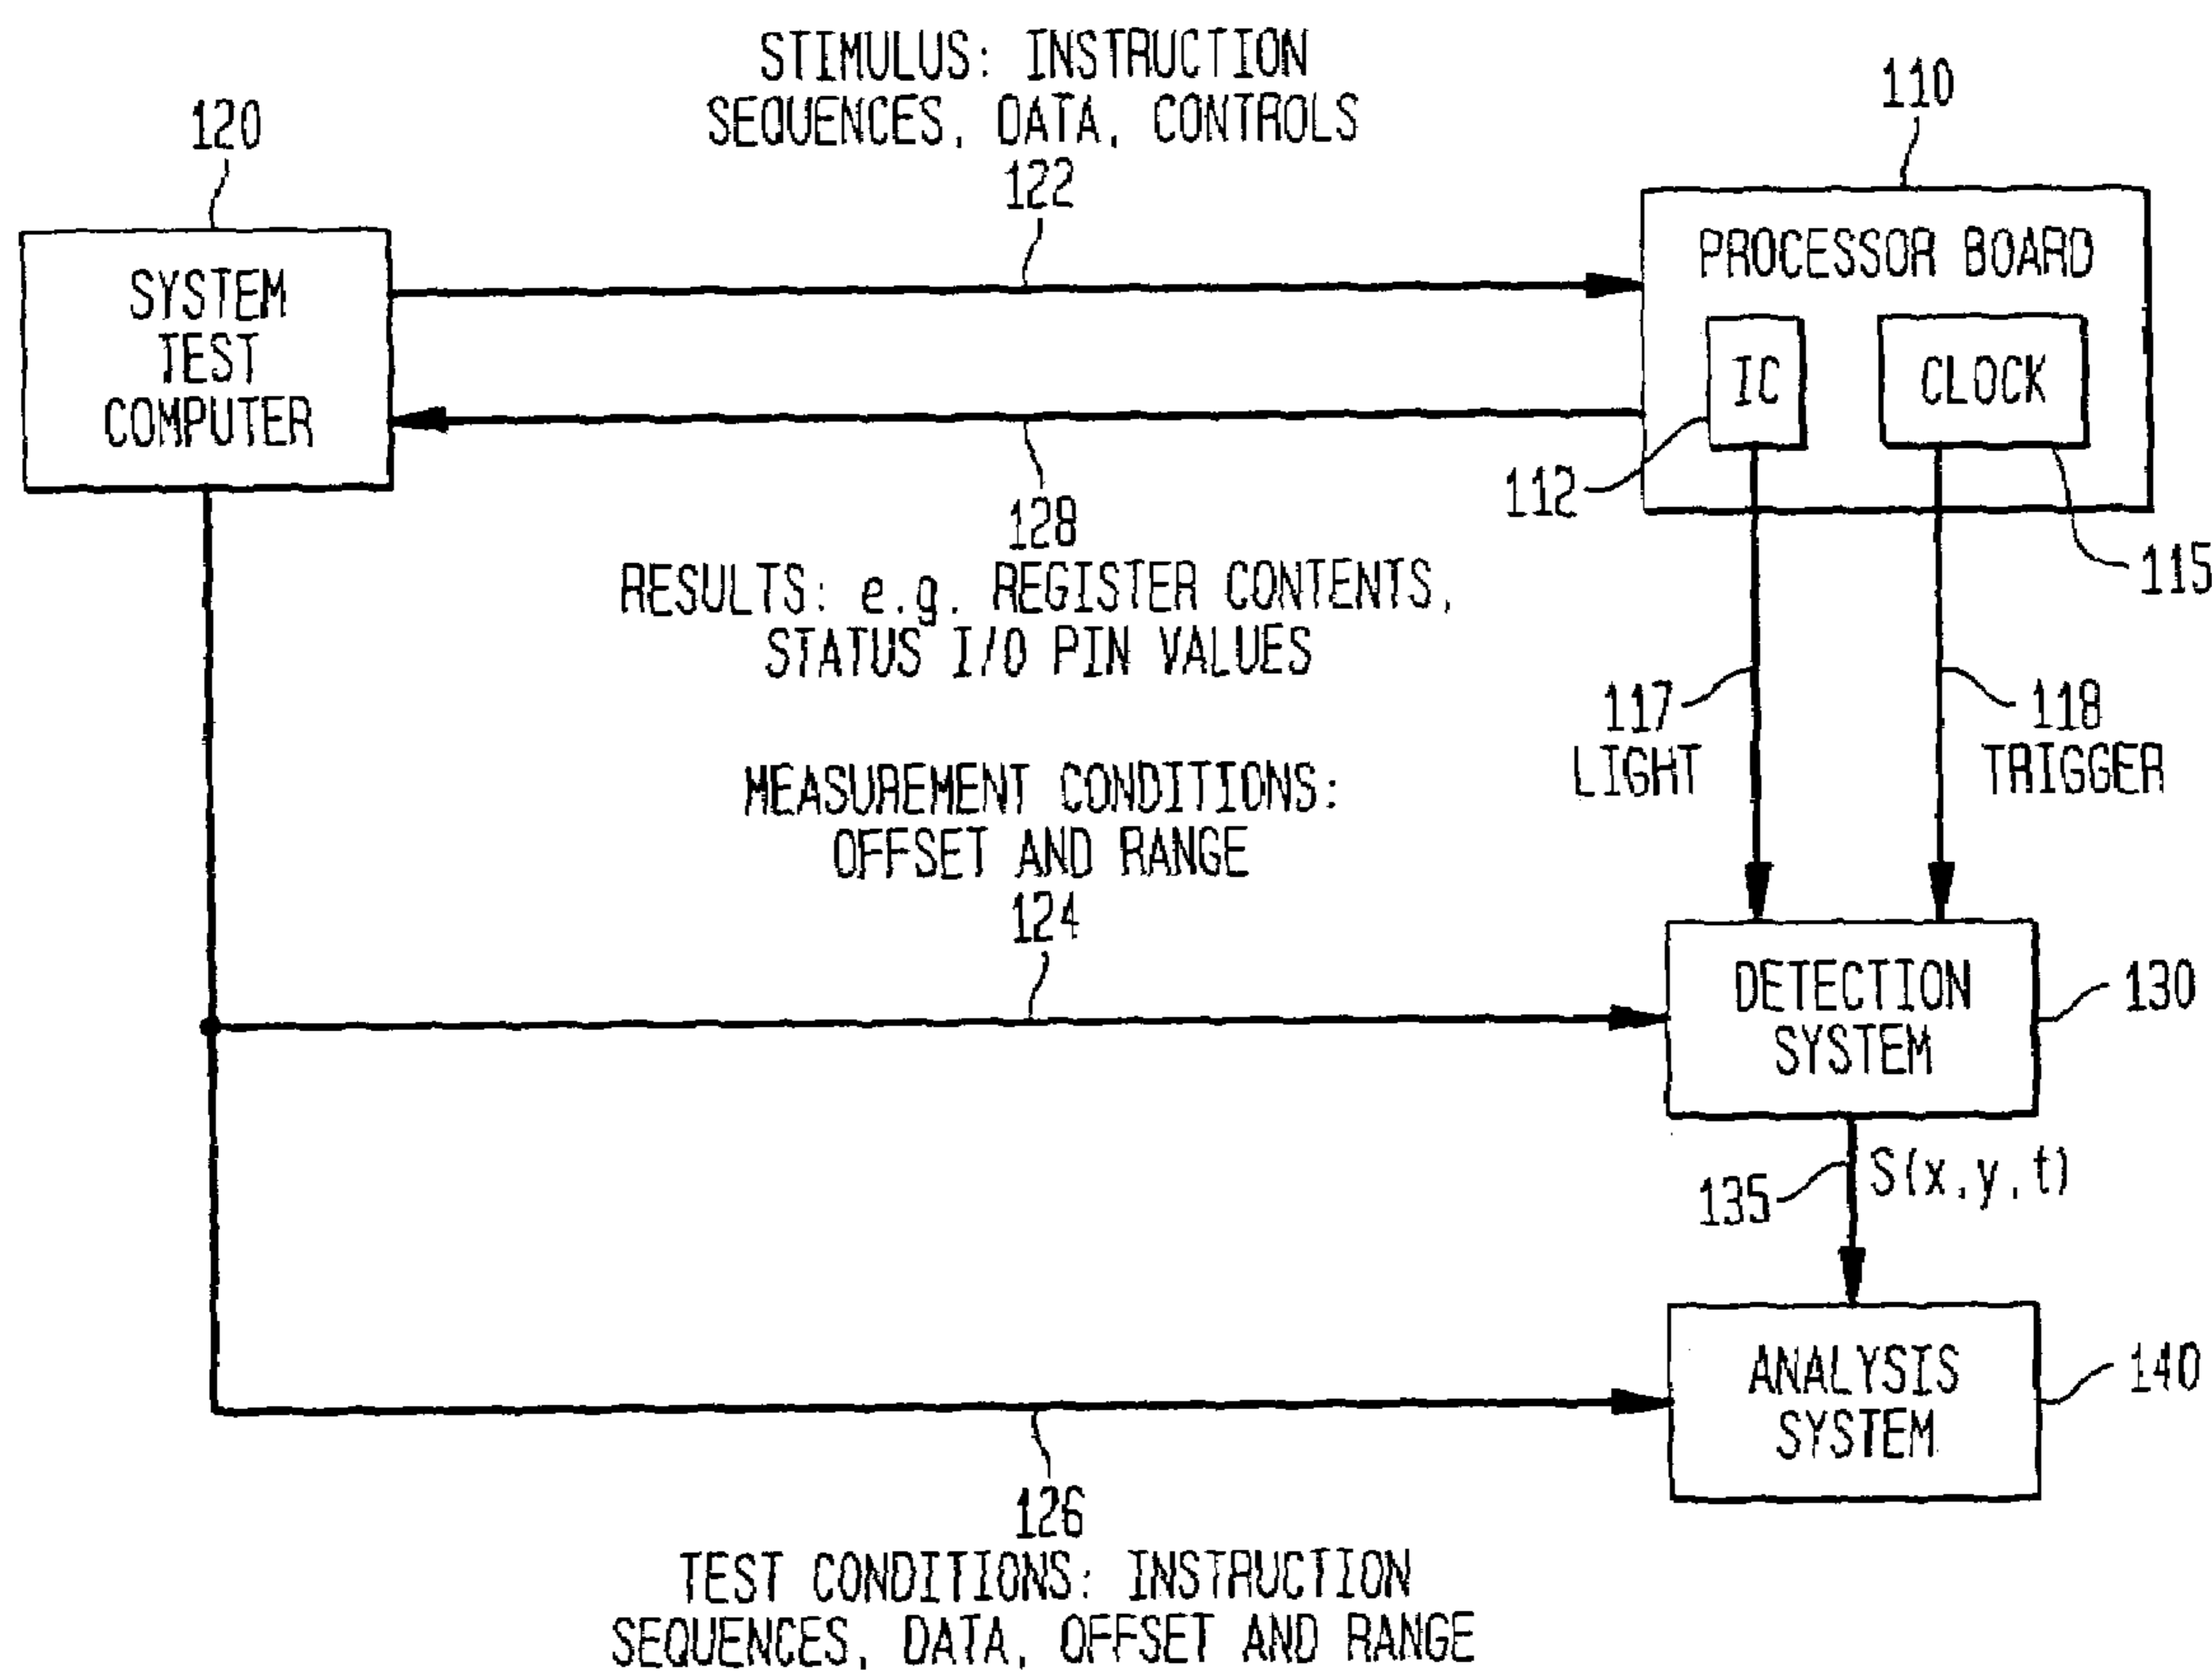 STIMULUS: INSTRUCTION
SEQUENCES, DATA, CONTROLS
122
120
110
SYSTEM
TEST
COMPUTER
PROCESSOR BOARD
IC
CLOCK
112
115
128
RESULTS: e.g. REGISTER CONTENTS,
STATUS I/O PIN VALUES
117
LIGHT
118
TRIGGER
MEASUREMENT CONDITIONS:
OFFSET AND RANGE
124
DETECTION
SYSTEM
130
135
S(x,y,t)
ANALYSIS
SYSTEM
140
126
TEST CONDITIONS: INSTRUCTION
SEQUENCES, DATA, OFFSET AND RANGE